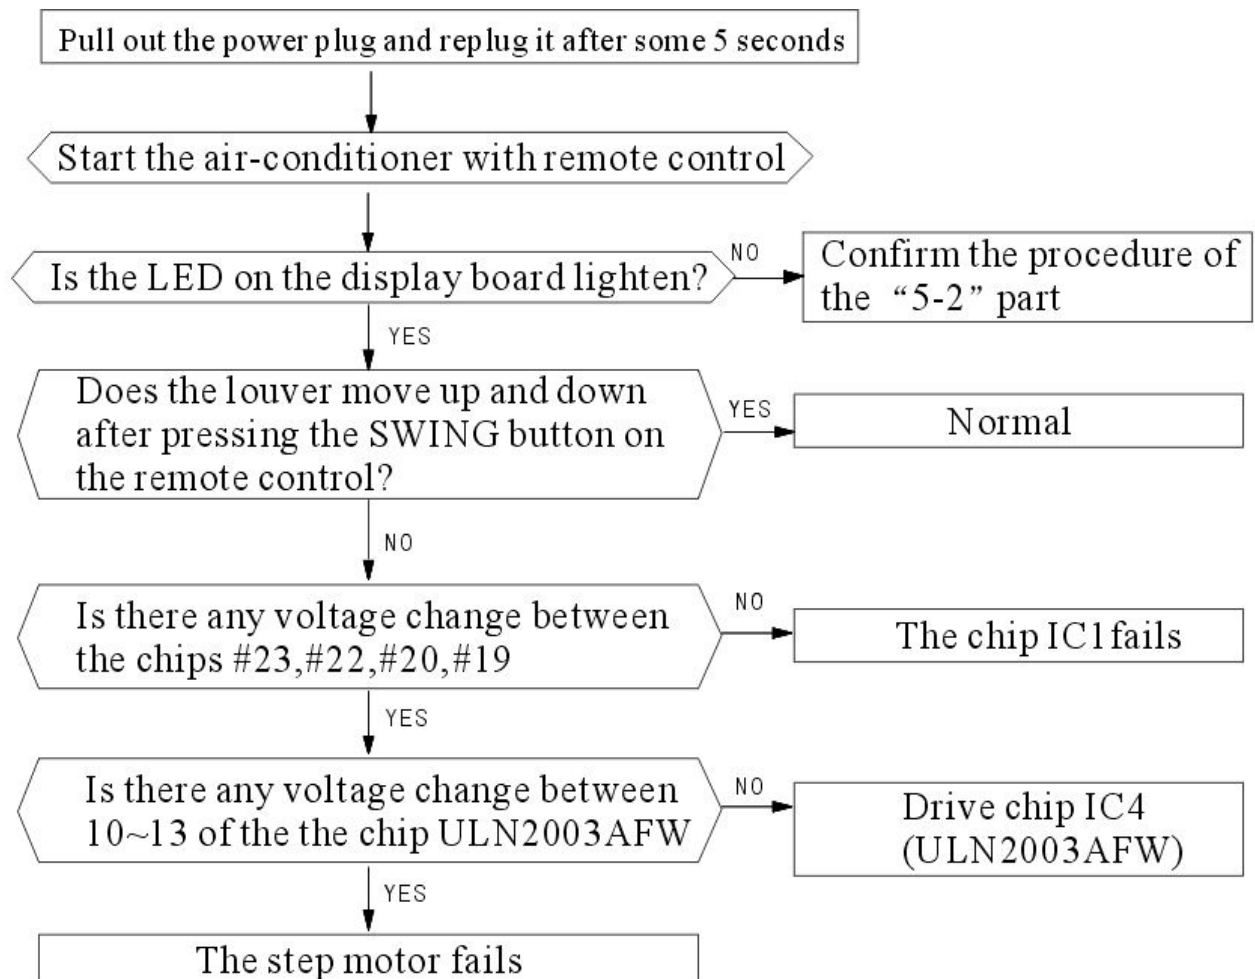 Pull out the power plug and replug it after some 5 seconds
Start the air-conditioner with remote control
Is the LED on the display board lighten?
NO
Confirm the procedure of
the “5-2” part
YES
Does the louver move up and down
after pressing the SWING button on
the remote control?
YES
Normal
NO
Is there any voltage change between
the chips #23,#22,#20,#19
NO
The chip IC1fails
YES
Is there any voltage change between
10~13 of the the chip ULN2003AFW
NO
Drive chip IC4
(ULN2003AFW)
YES
The step motor fails